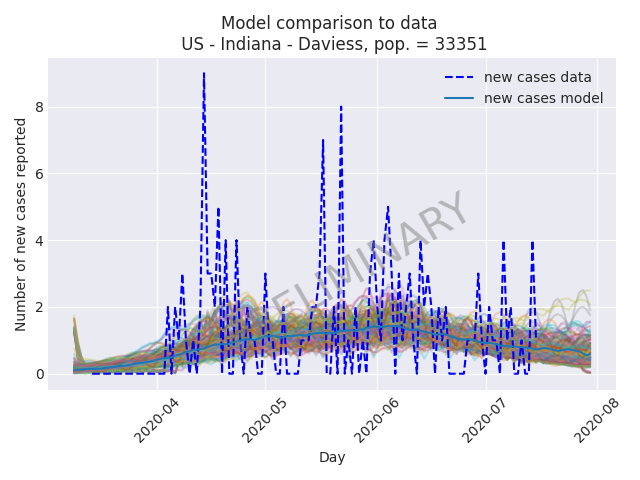 Model comparison to data
US - Indiana - Daviess, pop. = 33351
new cases data
new cases model
Number of new cases reported
8
6
4
2
0
ELIMINARY
2020-04
2020-05
2020-06
2020-07
2020-08
Day